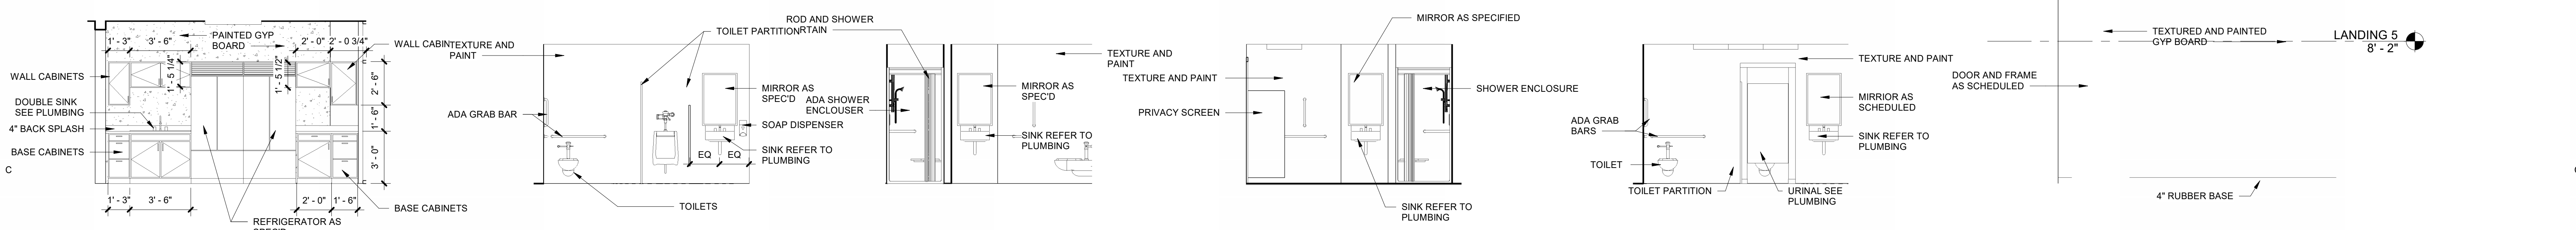 PAINTED GYP
BOARD
1' - 3"
3' - 6"
2' - 0"
2' - 0 3/4"
WALL CABINETS
1' - 5 1/4"
1' - 5 1/2"
2' - 6"
1' - 6"
3' - 0"
DOUBLE SINK
SEE PLUMBING
4" BACK SPLASH
BASE CABINETS
C
1' - 3"
3' - 6"
2' - 0"
1' - 6"
BASE CABINETS
REFRIGERATOR AS
WALL CABIN
TEXTURE AND
PAINT
ADA GRAB BAR
TOILETS
TOILET PARTITION
MIRROR AS
SPEC'D
SOAP DISPENSER
SINK REFER TO
PLUMBING
EQ
EQ
ROD AND SHOWER
RTAIN
ADA SHOWER
ENCLOUSER
TEXTURE AND
PAINT
MIRROR AS
SPEC'D
SINK REFER TO
PLUMBING
MIRROR AS SPECIFIED
TEXTURE AND PAINT
PRIVACY SCREEN
SHOWER ENCLOSURE
SINK REFER TO
PLUMBING
ADA GRAB
BARS
TOILET
TOILET PARTITION
TEXTURE AND PAINT
MIRRIOR AS
SCHEDULED
SINK REFER TO
PLUMBING
URINAL SEE
PLUMBING
DOOR AND FRAME
AS SCHEDULED
TEXTURED AND PAINTED
GYP BOARD
4" RUBBER BASE
LANDING 5
8' - 2"